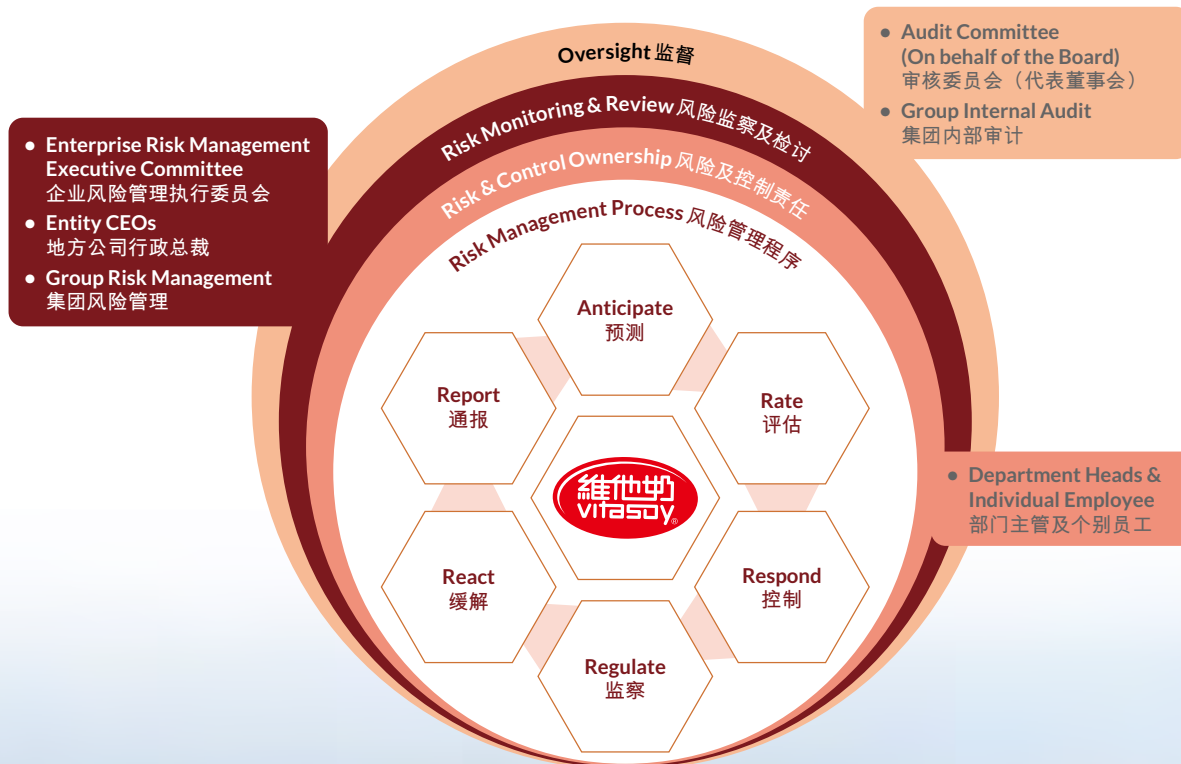 Oversight 监督
Risk Monitoring & Review 风险监察及检讨
Risk & Control Ownership 风险及控制责任
Risk Management Process 风险管理程序
● Audit Committee
(On behalf of the Board)
审核委员会（代表董事会）
● Group Internal Audit
集团内部审计
● Enterprise Risk Management
Executive Committee
企业风险管理执行委员会
● Entity CEOs
地方公司行政总裁
● Group Risk Management
集团风险管理
● Department Heads &
Individual Employee
部门主管及个别员工
Anticipate
预测
Rate
评估
Respond
控制
Regulate
监察
React
缓解
Report
通报
維他奶
vitasoy®